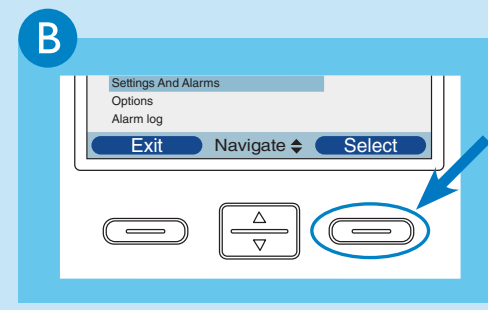 B
Settings And Alarms
Options
Alarm log
Exit Navigate Select